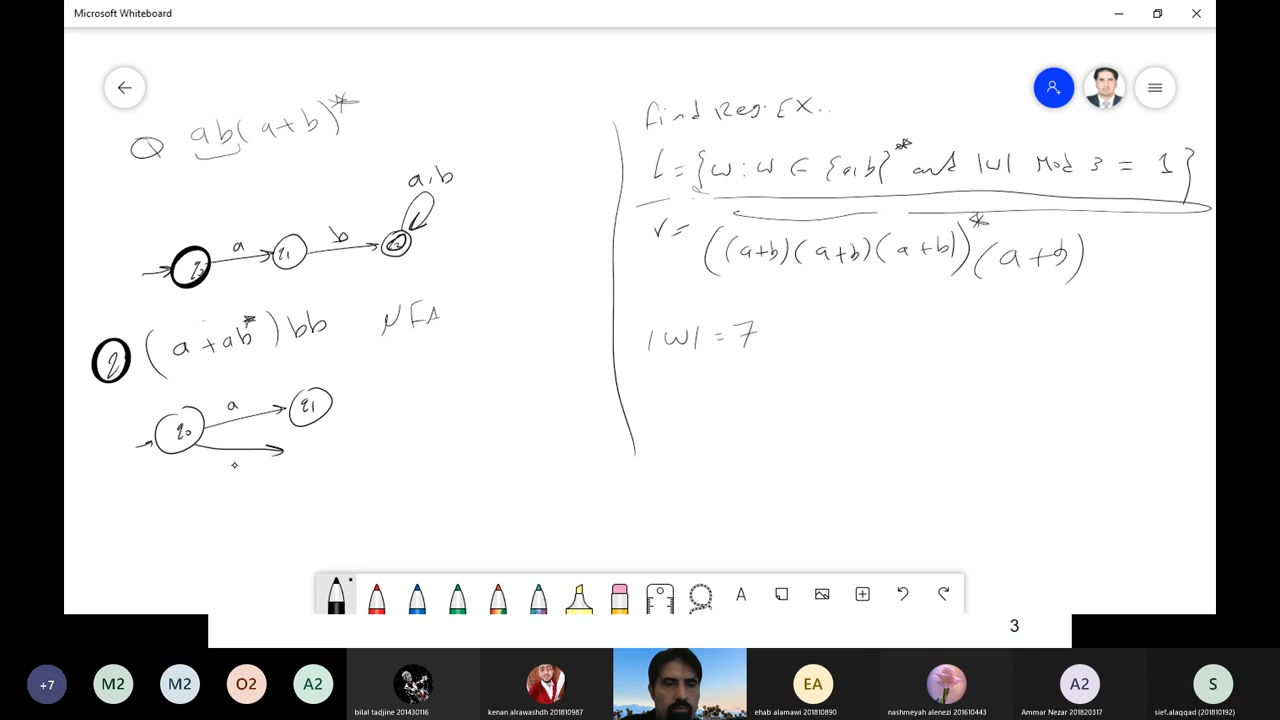 Microsoft Whiteboard
Q ab(a+b)*
a,b
q0 a q1 b q2
Q (a+ab*)bb NFA
q0 a q1
Find Reg. EX..
L = {w : w ∈ {a,b}* and |w| Mod 3 = 1}
r = ((a+b)(a+b)(a+b))*(a+b)
|w| = 7
A
3
+7
M2
M2
O2
A2
bilal tadjine 201430116
kenan alrawashdh 201810987
EA
ehab alamawi 201810890
nashmeyah alenezi 201610443
A2
Ammar Nezar 201820317
S
sief.alaqqad (201810192)